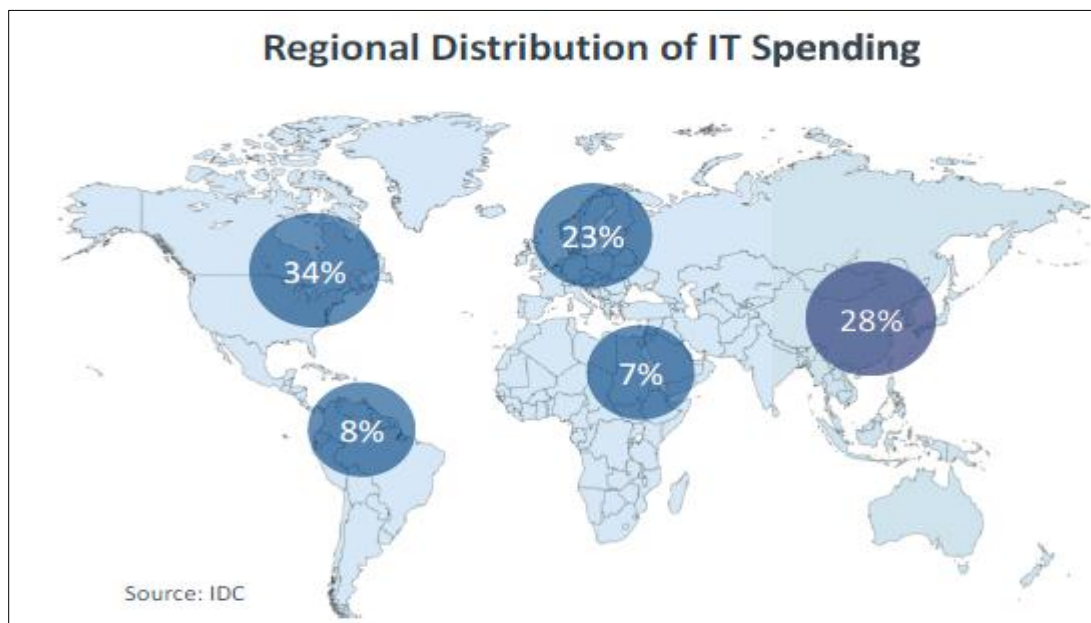 Regional Distribution of IT Spending
23%
34%
28%
7%
8%
Source: IDC